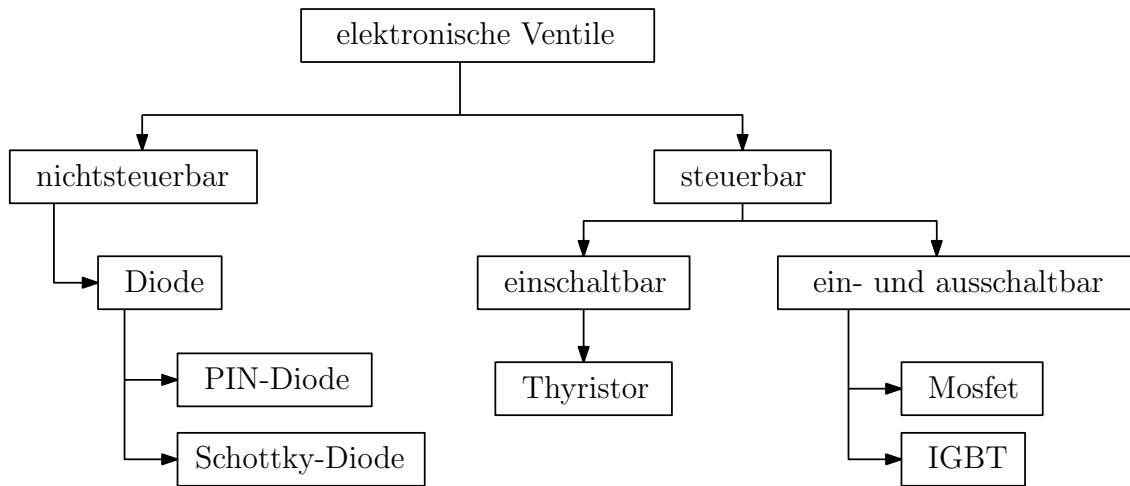 elektronische Ventile
nichtsteuerbar
steuerbar
Diode
einschaltbar
ein- und ausschaltbar
PIN-Diode
Thyristor
Mosfet
Schottky-Diode
IGBT